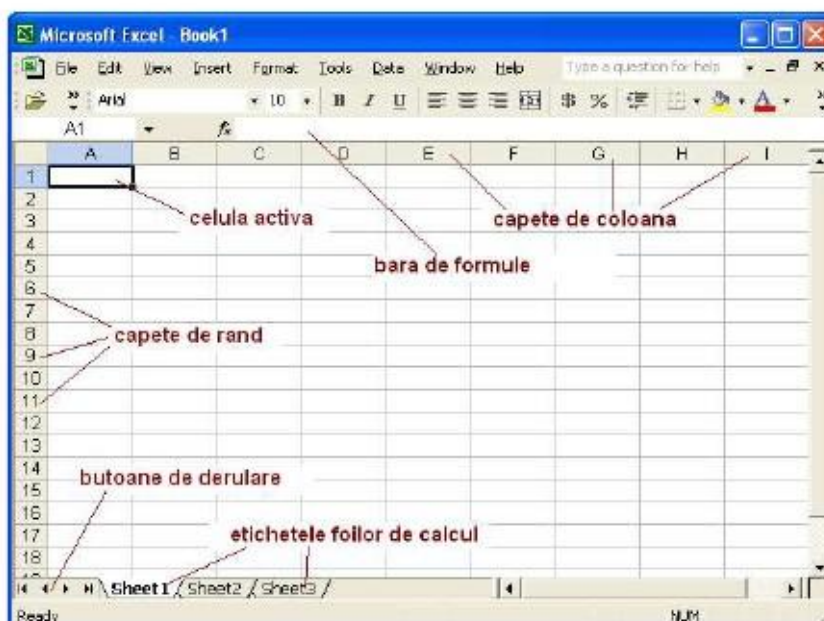 Microsoft Excel - Book1
File Edit View Insert Format Tools Data Window Help Type a question for help
Arial 10 B I U $ % A
A1 fx
A B C D E F G H I
1
2
celula activa capete de coloana
3
4
bara de formule
5
6
7
capete de rand
8
9
10
11
12
13
14
butoane de derulare
15
16
etichetele foilor de calcul
17
18
Sheet1 Sheet2 Sheet3
Ready NUM